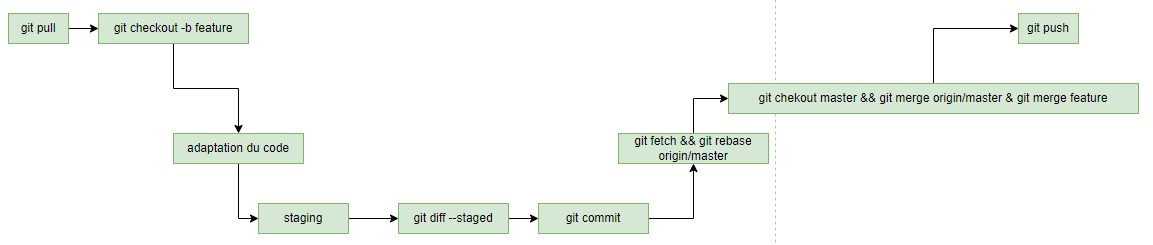 git pull
git checkout -b feature
git push
git chekout master && git merge origin/master & git merge feature
adaptation du code
git fetch && git rebase
origin/master
staging
git diff --staged
git commit